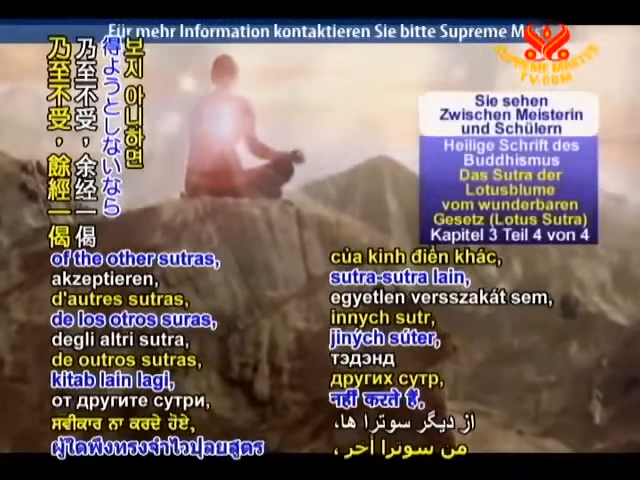 Für mehr Information kontaktieren Sie bitte Supreme
SUPREME MASTER
TV.COM
Sie sehen
Zwischen Meisterin
und Schülern
Heilige Schrift des
Buddhismus
Das Sutra der
Lotusblume
vom wunderbaren
Gesetz (Lotus Sutra)
Kapitel 3 Teil 4 von 4
보지 아니하면
得ようとしないなら
乃至不受，余经一偈
乃至不受，餘經一偈
of the other sutras,
akzeptieren,
d'autres sutras,
de los otros suras,
degli altri sutra,
de outros sutras,
kitab lain lagi,
от другите сутри,
ਸਵੀਕਾਰ ਨਾ ਕਰਦੇ ਹੋਏ,
ผู้ใดพึงทรงจำไวปุลยสูตร
của kinh điển khác,
sutra-sutra lain,
egyetlen versszakát sem,
innych sutr,
jiných súter,
тэдэнд
других сутр,
नहीं करते हैं,
از دیگر سوترا ها،
من سوترا أخر ،